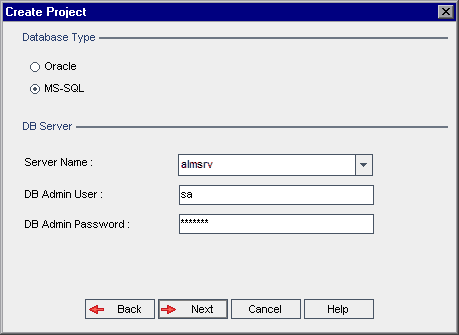 Create Project
Database Type
Oracle
MS-SQL
DB Server
Server Name :
almsrv
DB Admin User :
sa
DB Admin Password :
*******
Back
Next
Cancel
Help